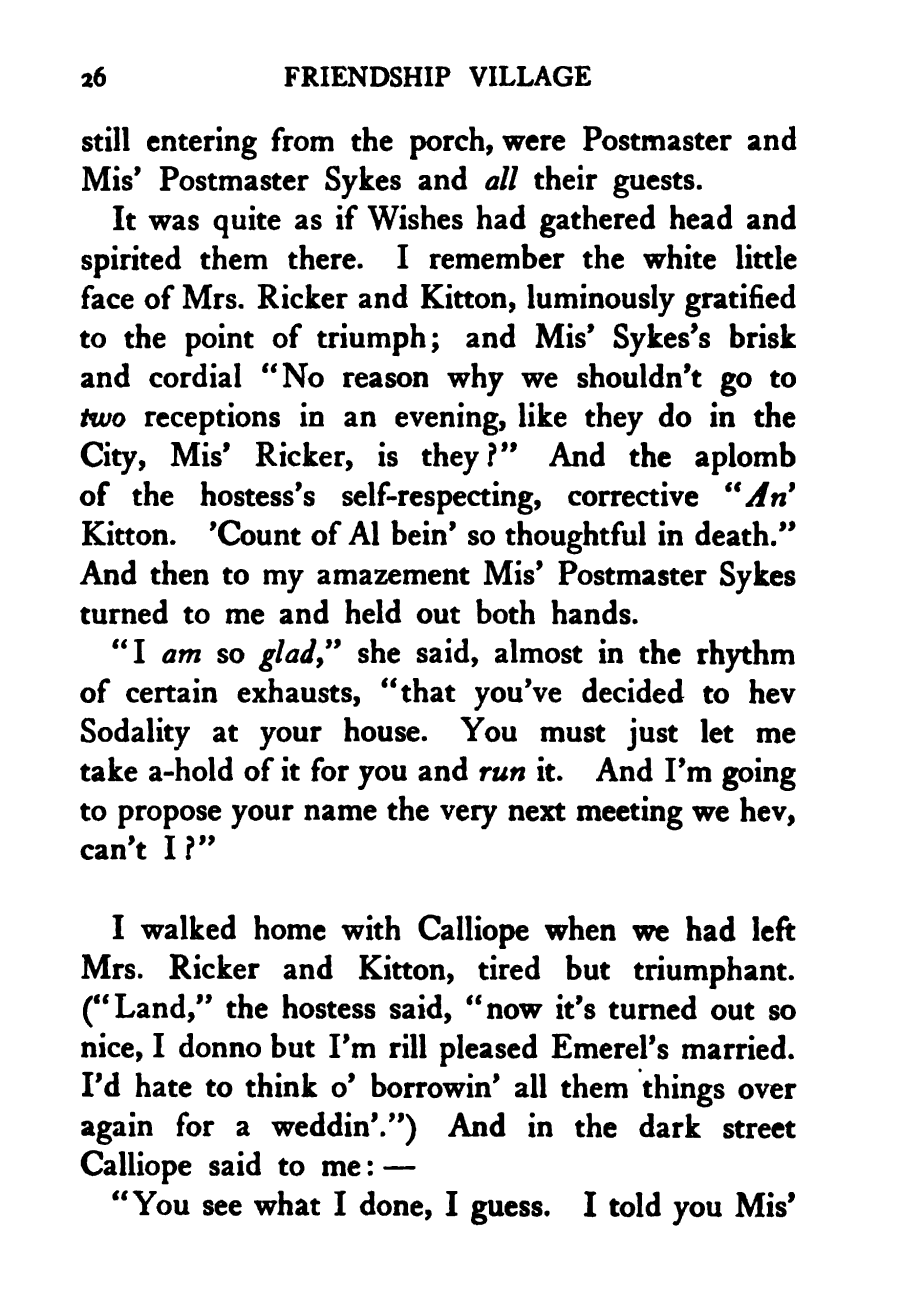 26 FRIENDSHIP VILLAGE
still entering from the porch, were Postmaster and
Mis' Postmaster Sykes and all their guests.
It was quite as if Wishes had gathered head and
spirited them there. I remember the white little
face of Mrs. Ricker and Kitton, luminously gratified
to the point of triumph; and Mis' Sykes's brisk
and cordial "No reason why we shouldn't go to
two receptions in an evening, like they do in the
City, Mis' Ricker, is they?" And the aplomb
of the hostess's self-respecting, corrective "An'
Kitton. 'Count of Al bein' so thoughtful in death."
And then to my amazement Mis' Postmaster Sykes
turned to me and held out both hands.
"I am so glad," she said, almost in the rhythm
of certain exhausts, "that you've decided to hev
Sodality at your house. You must just let me
take a-hold of it for you and run it. And I'm going
to propose your name the very next meeting we hev,
can't I?"
I walked home with Calliope when we had left
Mrs. Ricker and Kitton, tired but triumphant.
("Land," the hostess said, "now it's turned out so
nice, I donno but I'm rill pleased Emerel's married.
I'd hate to think o' borrowin' all them things over
again for a weddin'.") And in the dark street
Calliope said to me: —
"You see what I done, I guess. I told you Mis'